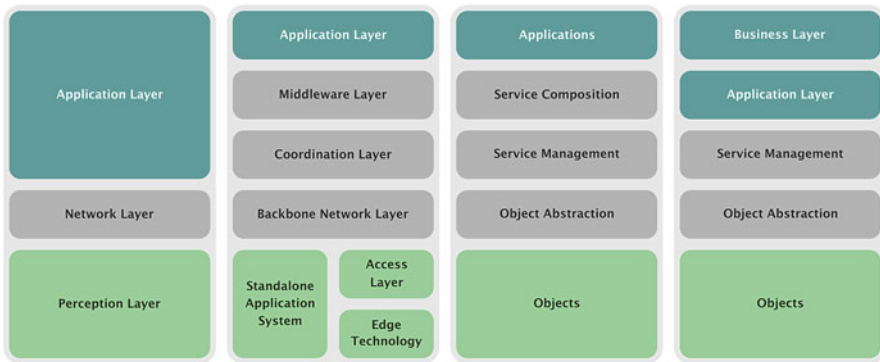 Application Layer
Network Layer
Perception Layer
Application Layer
Middleware Layer
Coordination Layer
Backbone Network Layer
Standalone
Application
System
Access
Layer
Edge
Technology
Applications
Service Composition
Service Management
Object Abstraction
Objects
Business Layer
Application Layer
Service Management
Object Abstraction
Objects